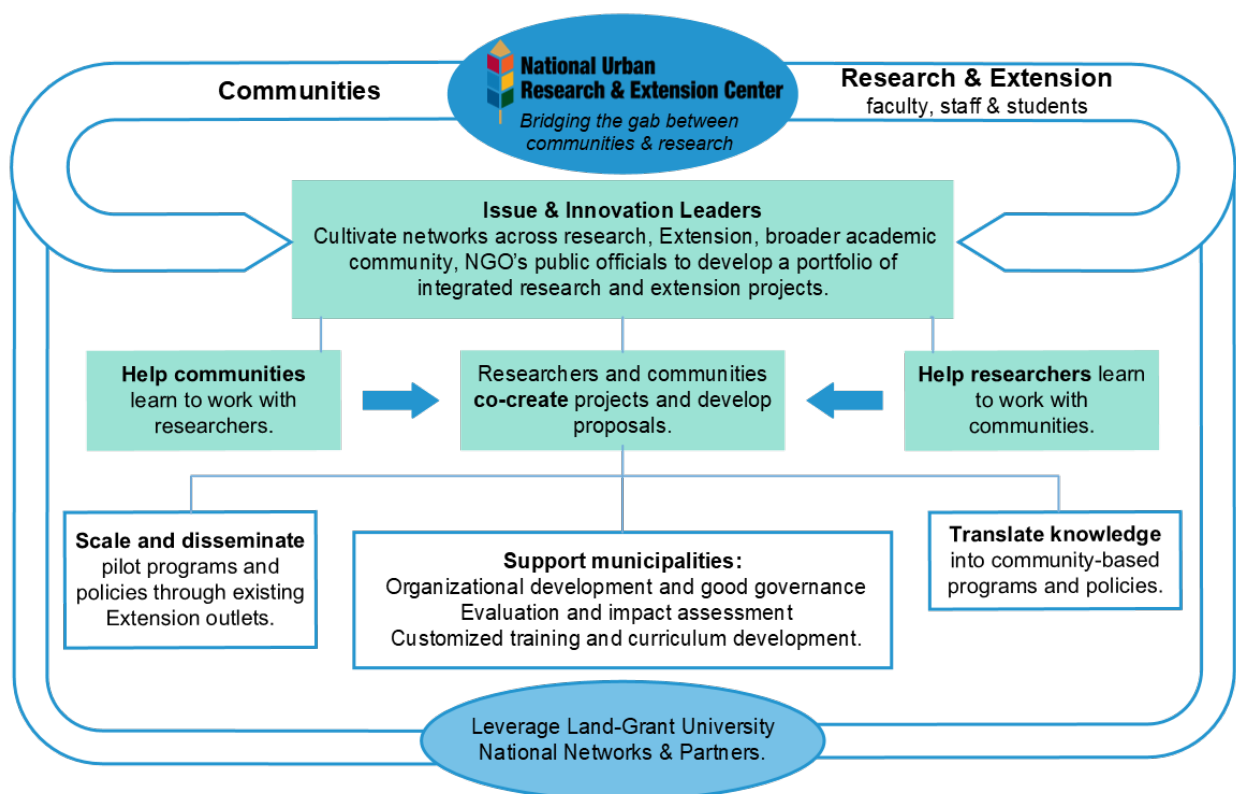 Communities
National Urban
Research & Extension Center
Bridging the gab between
communities & research
Research & Extension
faculty, staff & students
Issue & Innovation Leaders
Cultivate networks across research, Extension, broader academic
community, NGO's public officials to develop a portfolio of
integrated research and extension projects.
Help communities
learn to work with
researchers.
Researchers and communities
co-create projects and develop
proposals.
Help researchers learn
to work with
communities.
Scale and disseminate
pilot programs and
policies through existing
Extension outlets.
Support municipalities:
Organizational development and good governance
Evaluation and impact assessment
Customized training and curriculum development.
Translate knowledge
into community-based
programs and policies.
Leverage Land-Grant University
National Networks & Partners.